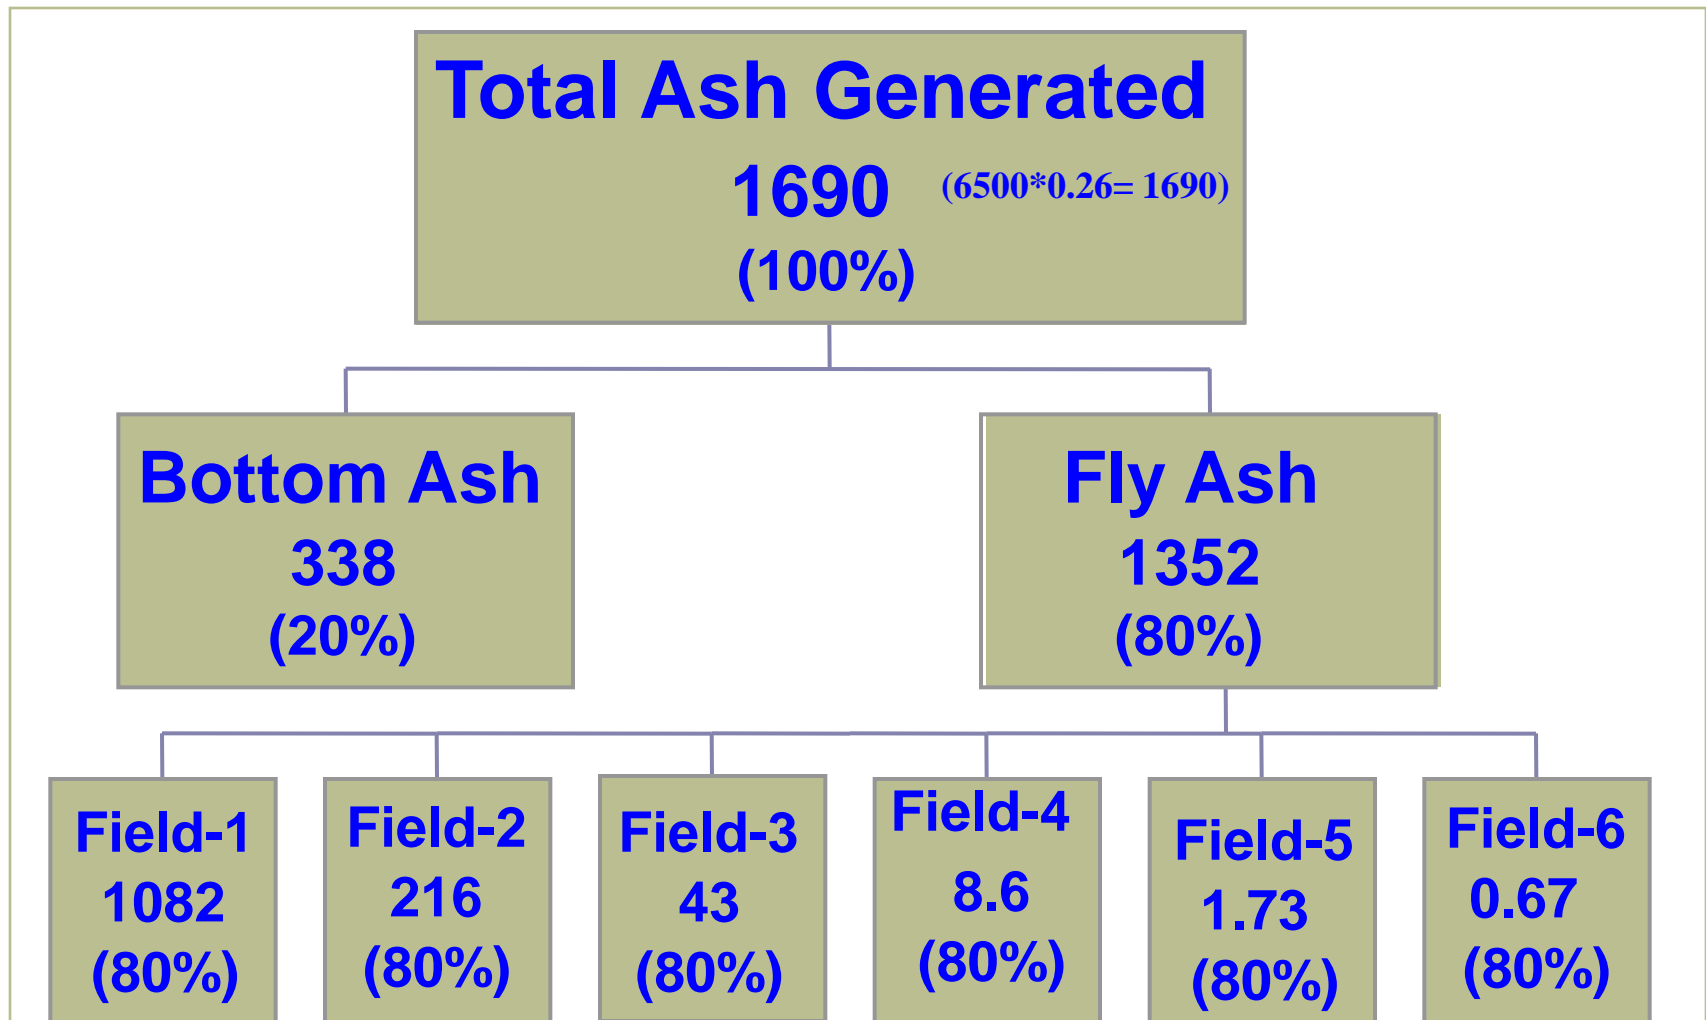 Total Ash Generated
1690 (6500*0.26= 1690)
(100%)
Bottom Ash
338
(20%)
Fly Ash
1352
(80%)
Field-1
1082
(80%)
Field-2
216
(80%)
Field-3
43
(80%)
Field-4
8.6
(80%)
Field-5
1.73
(80%)
Field-6
0.67
(80%)